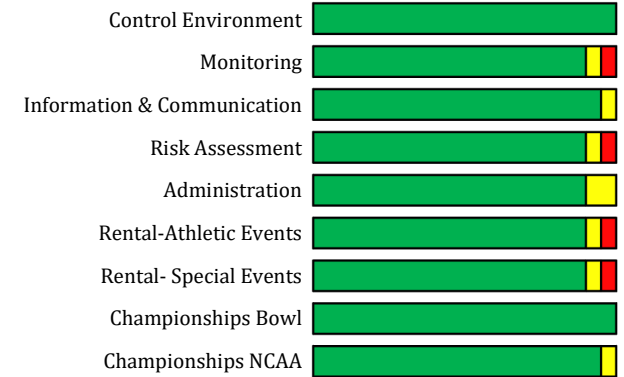 Control Environment
Monitoring
Information & Communication
Risk Assessment
Administration
Rental-Athletic Events
Rental- Special Events
Championships Bowl
Championships NCAA